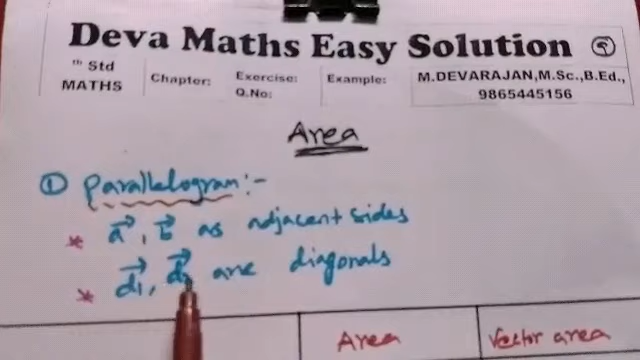 Deva Maths Easy Solution
th Std
MATHS
Chapter:
Exercise:
Q.No:
Example:
M.DEVARAJAN,M.Sc.,B.Ed.,
9865445156
Area
① Parallelogram:-
* a⃗, b⃗ as adjacent sides
* d⃗₁, d⃗₂ are diagonals
Area
Vector area